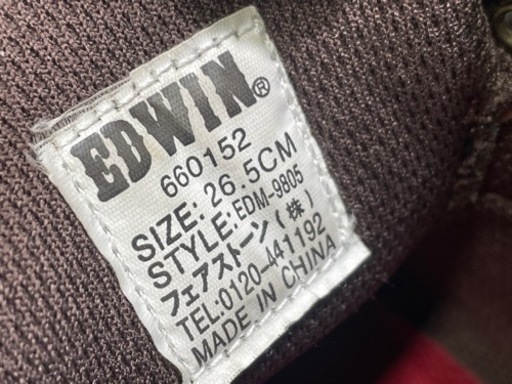 EDWIN®
660152
SIZE: 26.5CM
STYLE: EDM-9805
フェアストーン(株)
TEL:0120-441192
MADE IN CHINA